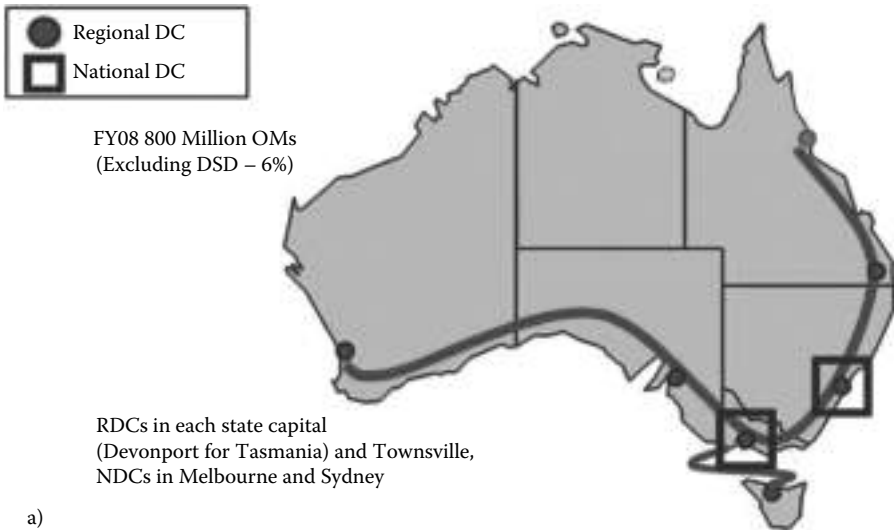 Regional DC
National DC
FY08 800 Million OMs
(Excluding DSD – 6%)
RDCs in each state capital
(Devonport for Tasmania) and Townsville,
NDCs in Melbourne and Sydney
a)